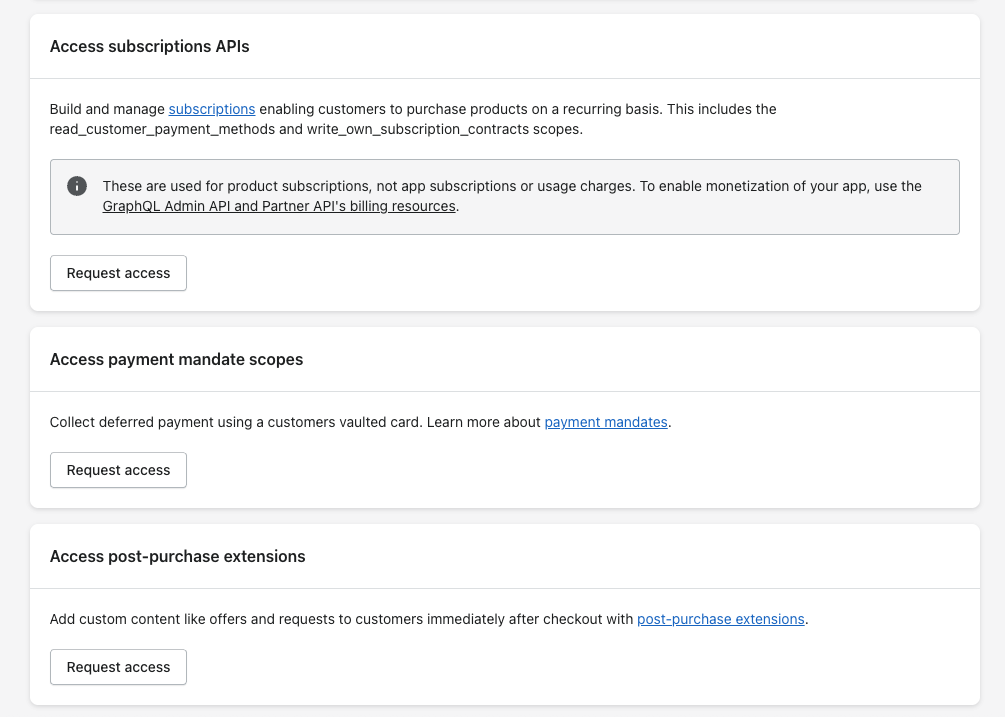 Access subscriptions APIs
Build and manage subscriptions enabling customers to purchase products on a recurring basis. This includes the
read_customer_payment_methods and write_own_subscription_contracts scopes.
These are used for product subscriptions, not app subscriptions or usage charges. To enable monetization of your app, use the
GraphQL Admin API and Partner API's billing resources.
Request access
Access payment mandate scopes
Collect deferred payment using a customers vaulted card. Learn more about payment mandates.
Request access
Access post-purchase extensions
Add custom content like offers and requests to customers immediately after checkout with post-purchase extensions.
Request access